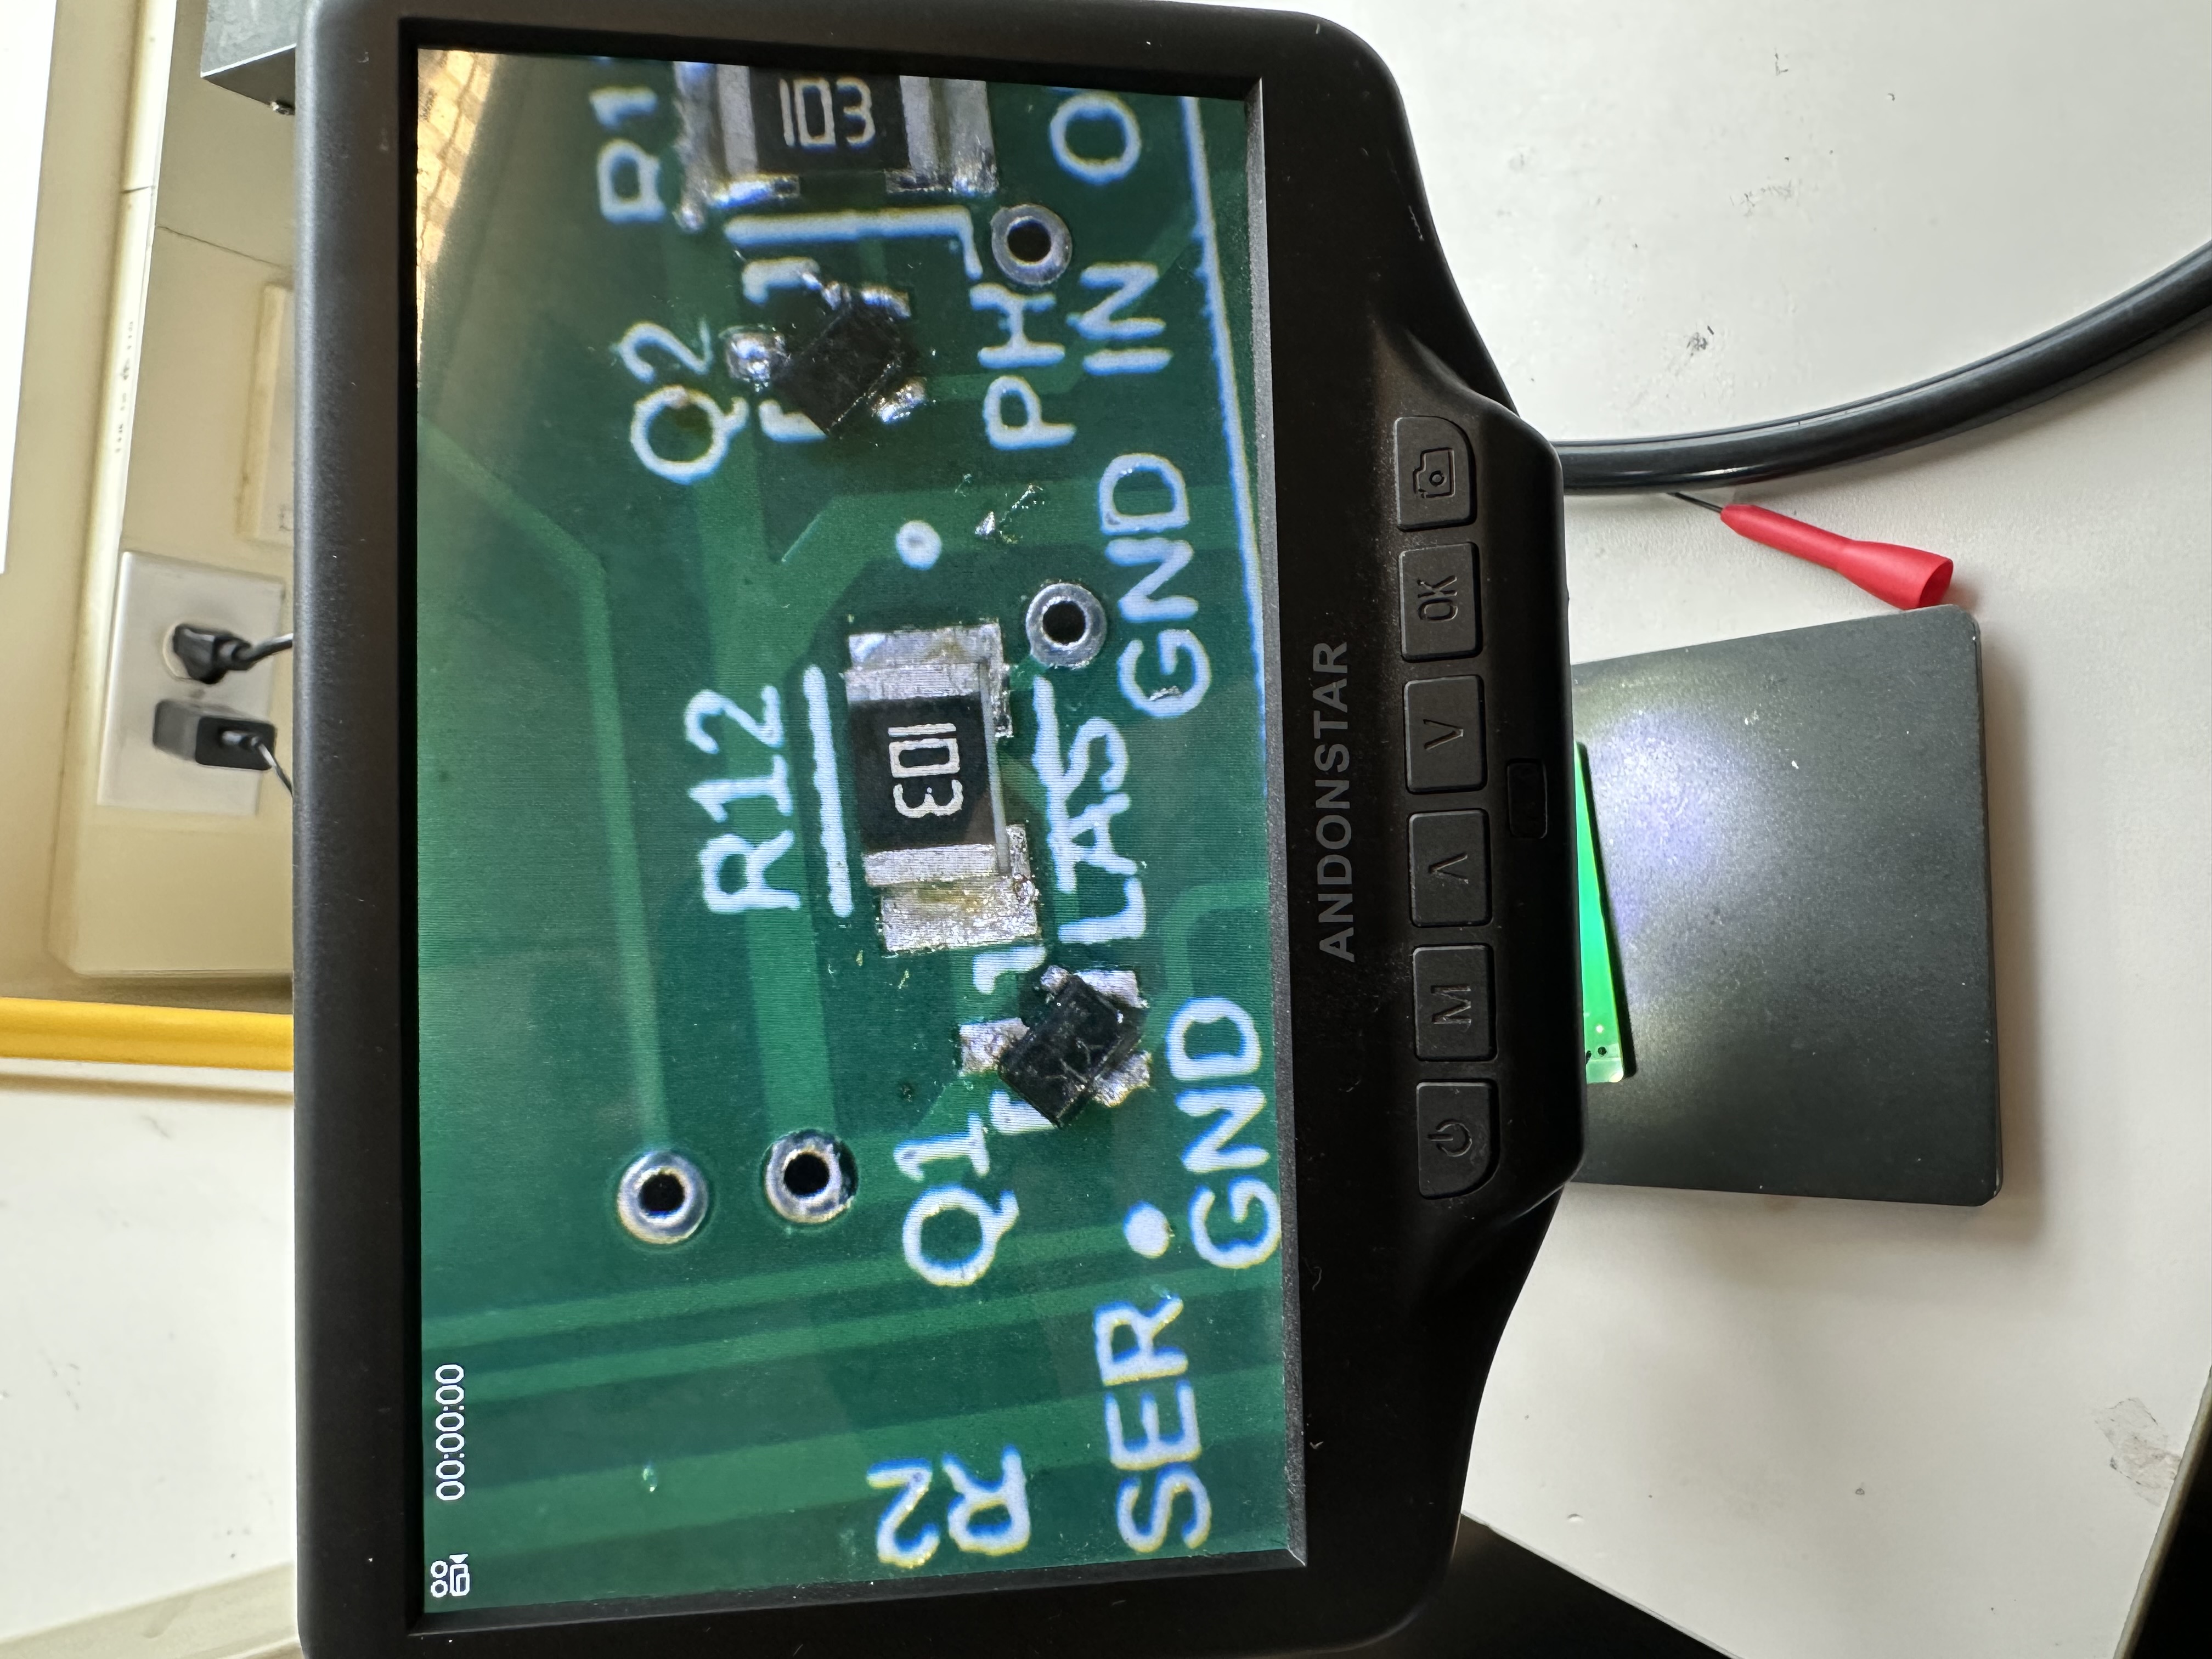 00:00:00
Q2
R12
R2
Q1
103
103
PH
LAS
SER
GND
GND
IN
ANDONSTAR
M
OK